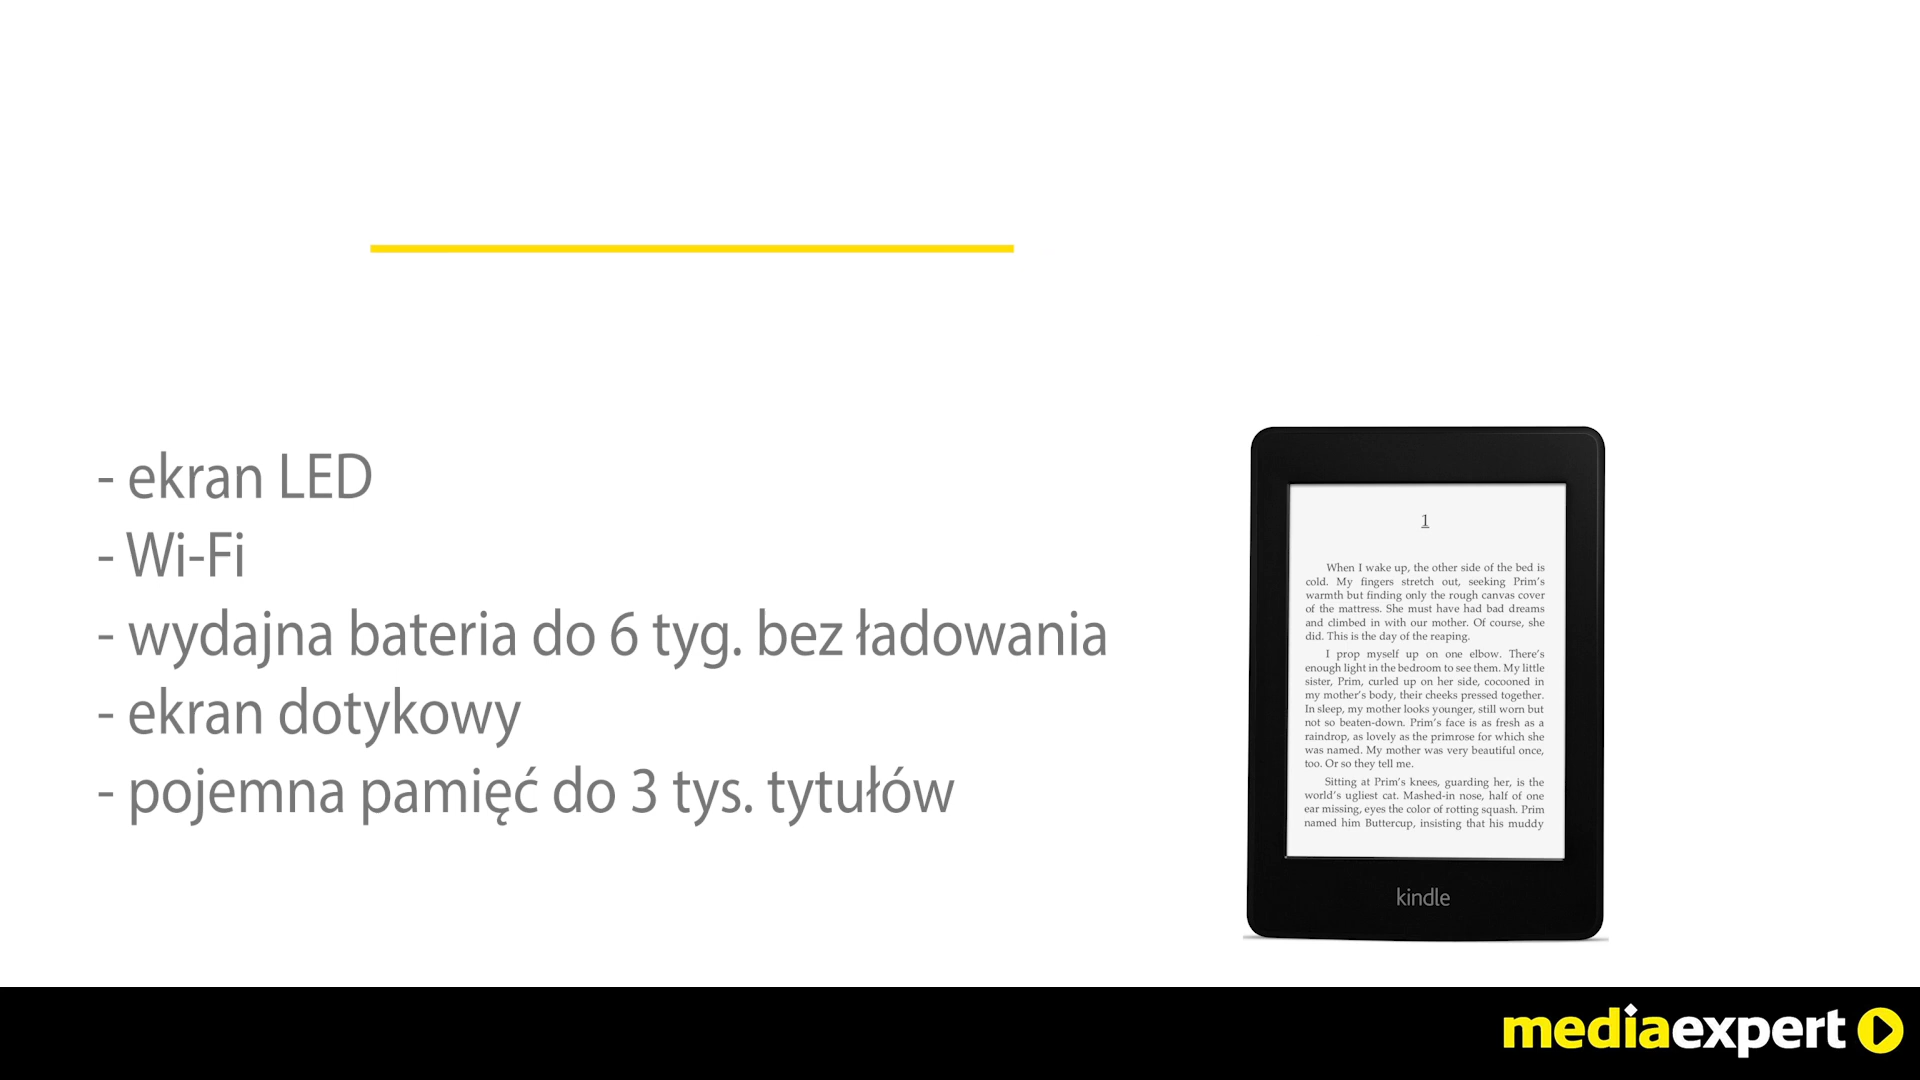 - ekran LED
- Wi-Fi
- wydajna bateria do 6 tyg. bez ładowania
- ekran dotykowy
- pojemna pamięć do 3 tys. tytułów
1
When I wake up, the other side of the bed is
cold. My fingers stretch out, seeking Prim's
warmth but finding only the rough canvas cover
of the mattress. She must have had bad dreams
and climbed in with our mother. Of course, she
did. This is the day of the reaping.
I prop myself up on one elbow. There's
enough light in the bedroom to see them. My little
sister, Prim, curled up on her side, cocooned in
my mother's body, their cheeks pressed together.
In sleep, my mother looks younger, still worn but
not so beaten-down. Prim's face is as fresh as a
raindrop, as lovely as the primrose for which she
was named. My mother was very beautiful once,
too. Or so they tell me.
Sitting at Prim's knees, guarding her, is the
world's ugliest cat. Mashed-in nose, half of one
ear missing, eyes the color of rotting squash. Prim
named him Buttercup, insisting that his muddy
kindle
mediaexpert